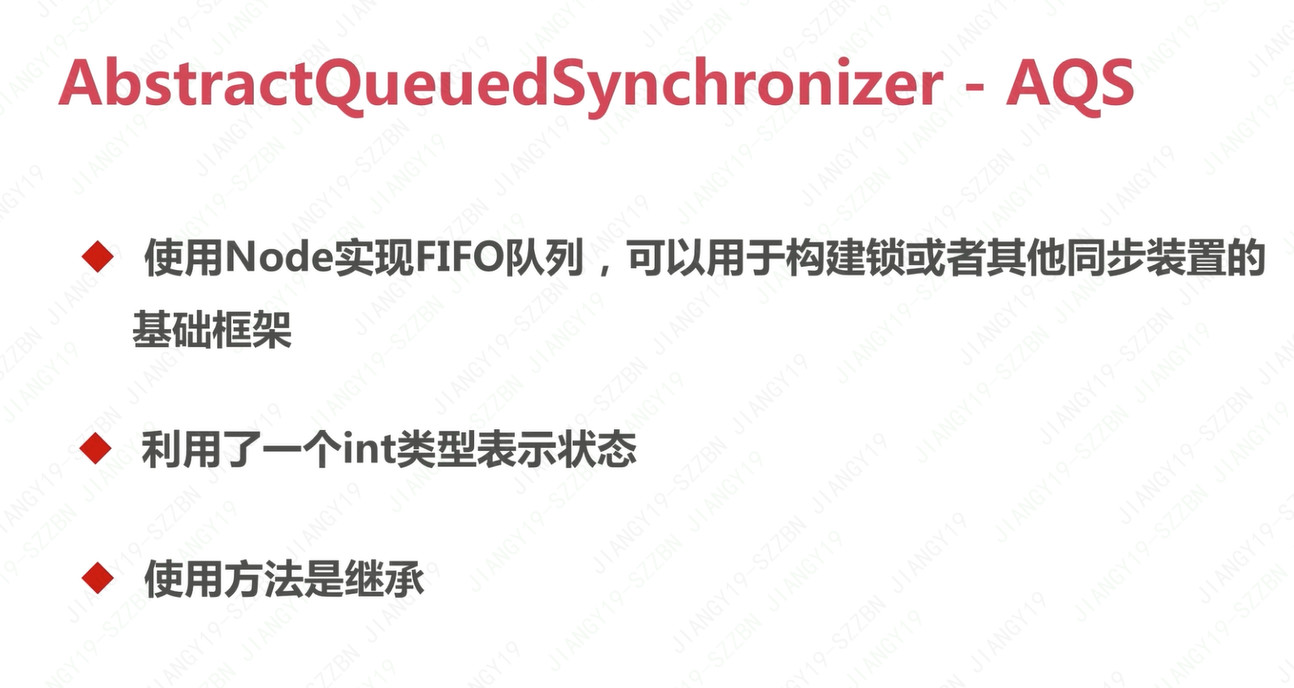 AbstractQueuedSynchronizer - AQS
使用Node实现FIFO队列，可以用于构建锁或者其他同步装置的
基础框架
利用了一个int类型表示状态
使用方法是继承
JIANGY19-SZZBN